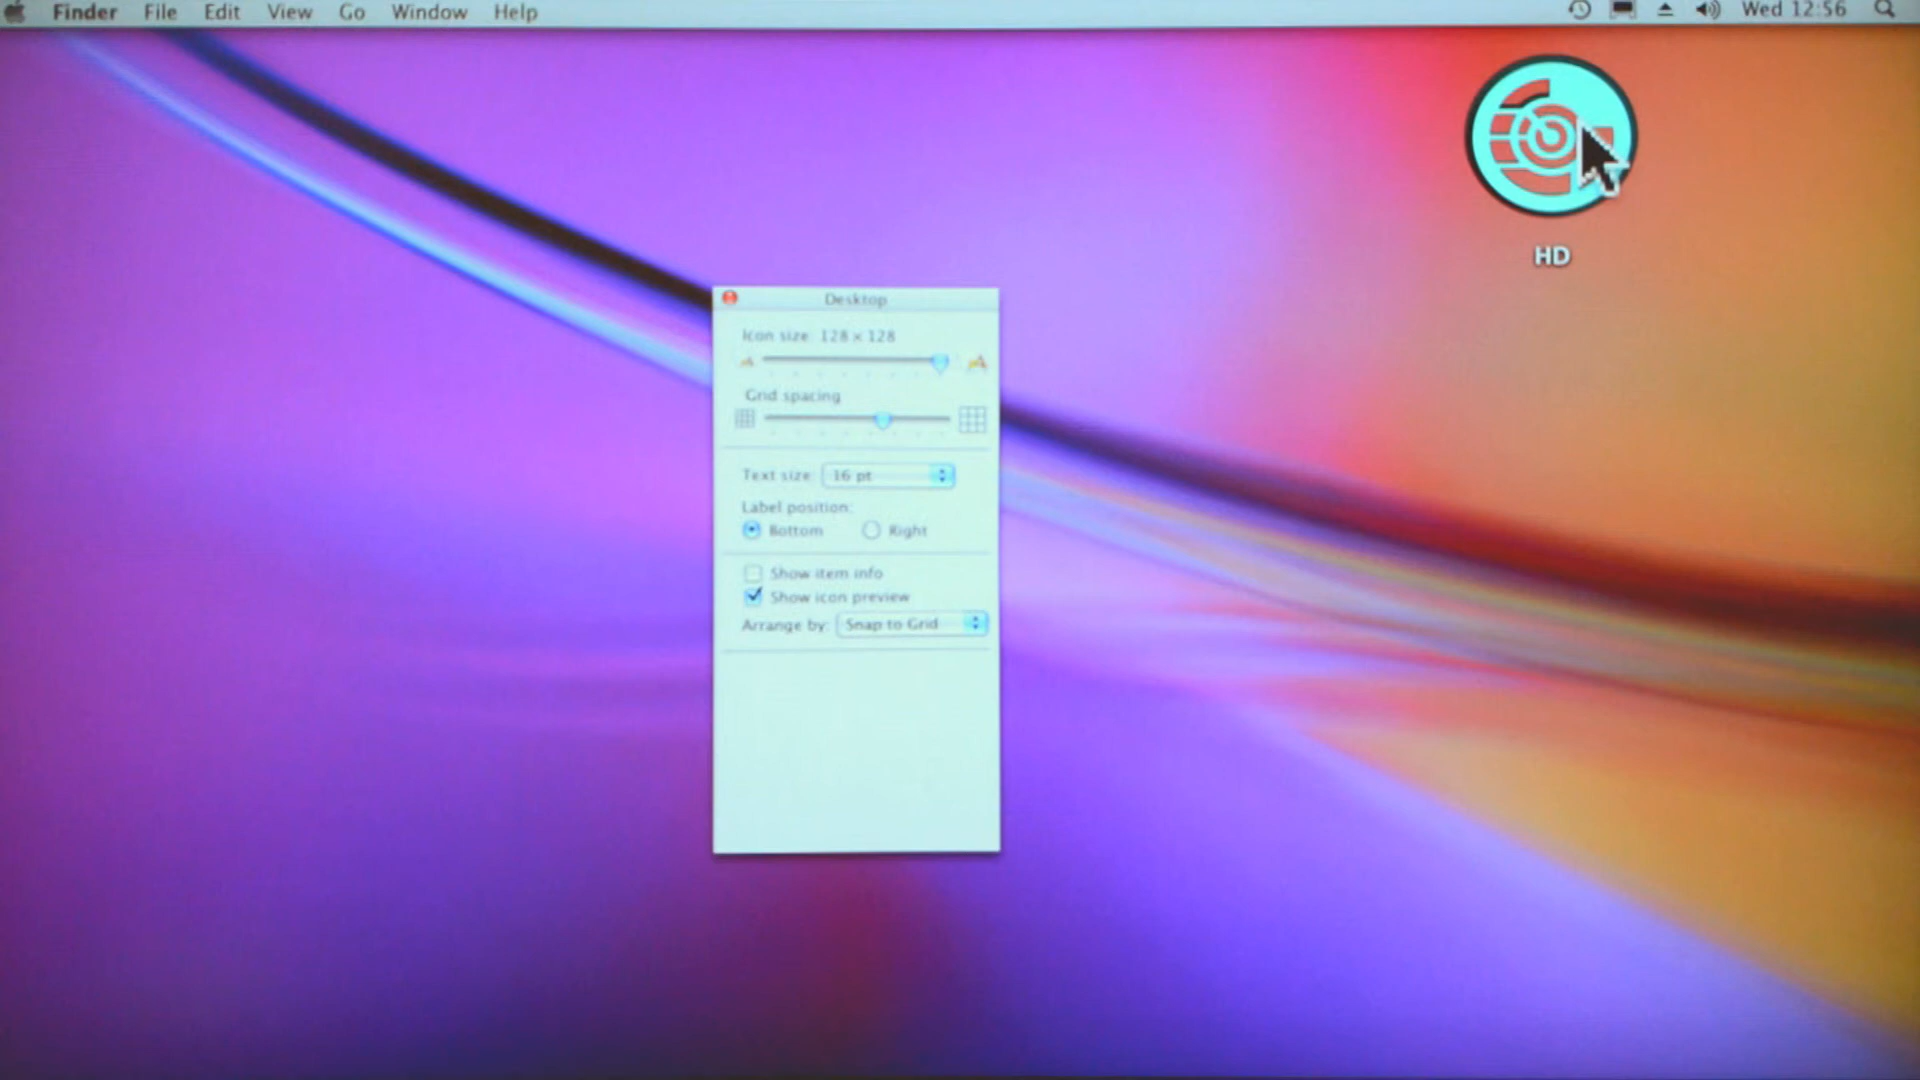 Finder File Edit View Go Window Help Wed 12:56
HD
Desktop
Icon size: 128 × 128
Grid spacing
Text size: 16 pt
Label position:
Bottom Right
Show item info
Show icon preview
Arrange by: Snap to Grid